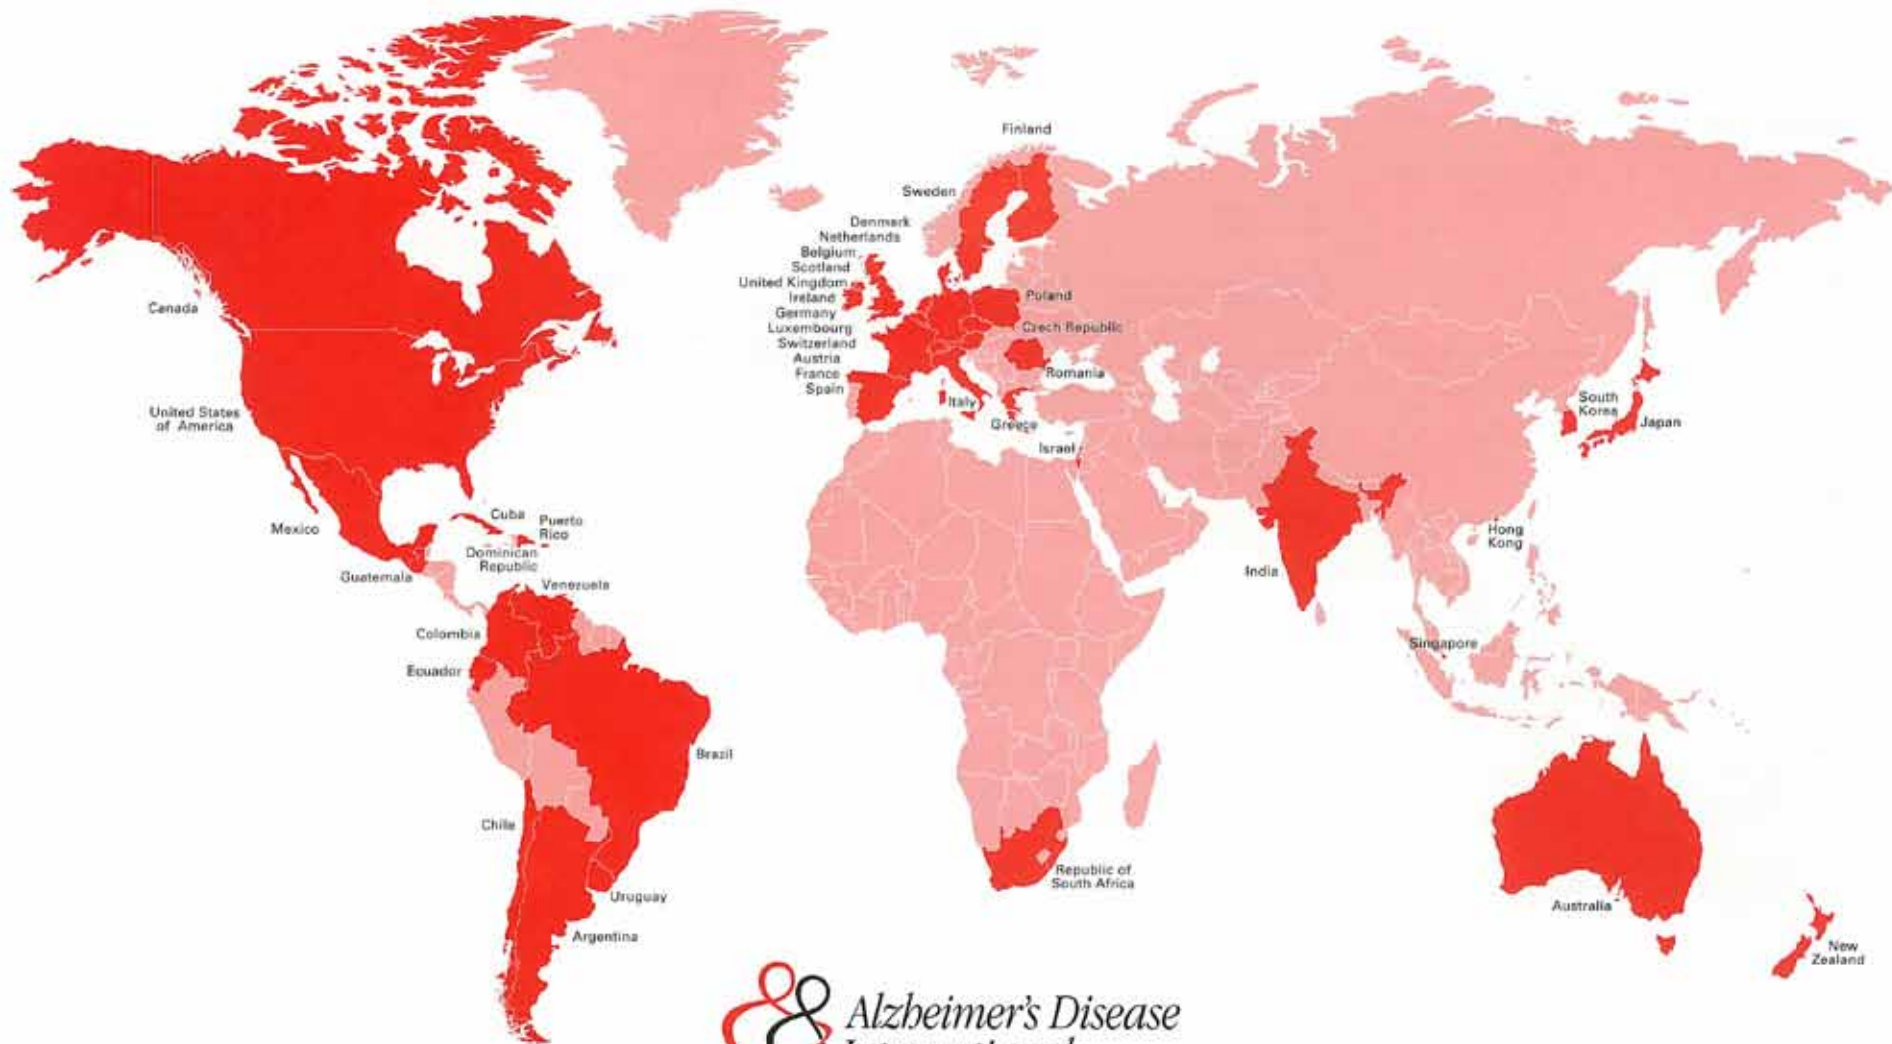 Finland
Sweden
Denmark
Netherlands
Belgium
Scotland
United Kingdom
Ireland
Germany
Luxembourg
Switzerland
Austria
France
Spain
Poland
Czech Republic
Romania
Italy
Greece
Israel
Canada
United States
of America
Mexico
Cuba
Puerto
Rico
Dominican
Republic
Guatemala
Venezuela
Colombia
Ecuador
Brazil
Chille
Uruguay
Argentina
Republic of
South Africa
India
South
Korea
Japan
Hong
Kong
Singapore
Australia
New
Zealand
Alzheimer's Disease